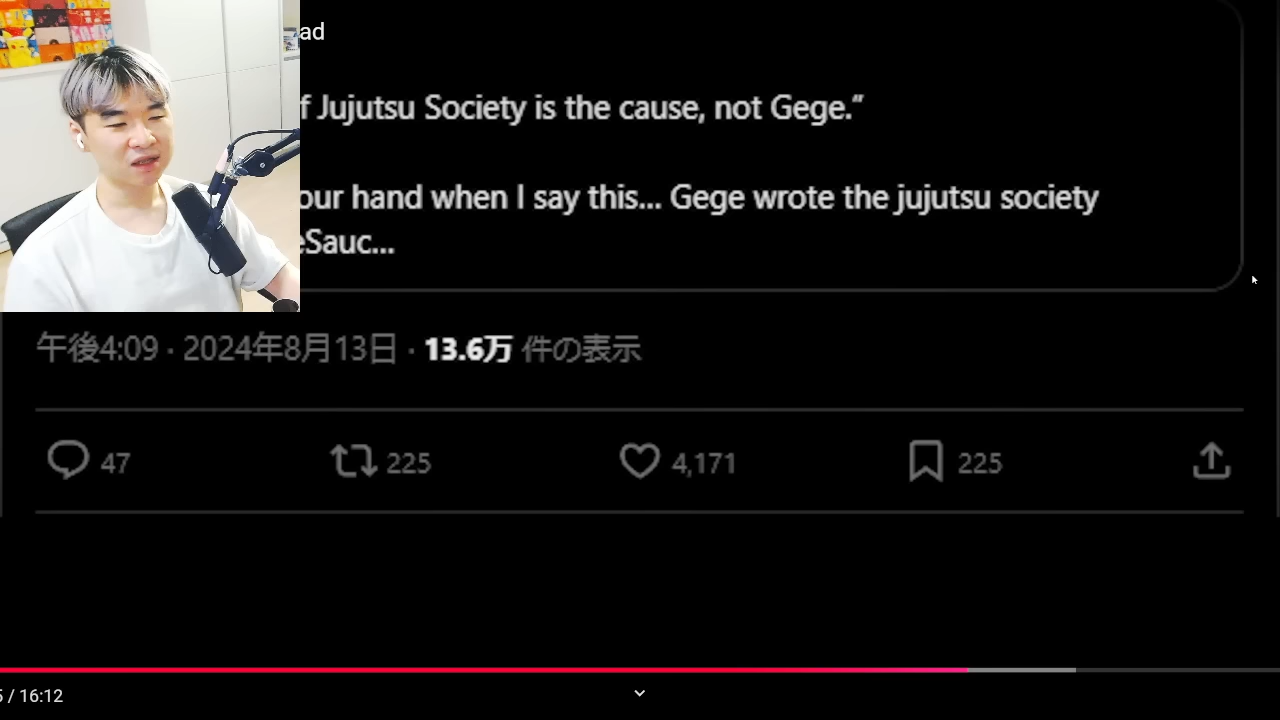 ad
f Jujutsu Society is the cause, not Gege.“
our hand when I say this... Gege wrote the jujutsu society
eSauc...
午後4:09 · 2024年8月13日 · 13.6万 件の表示
47 225 4,171 225
/ 16:12